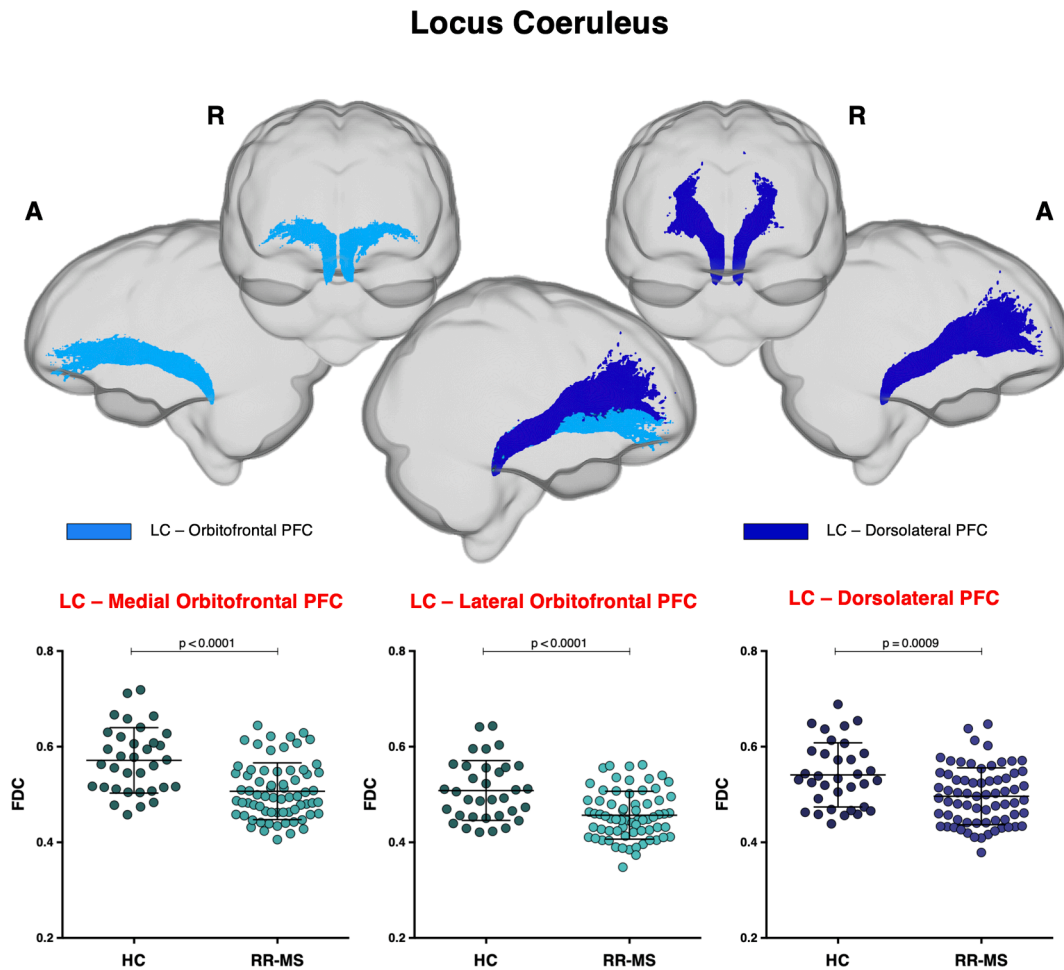 Locus Coeruleus
R
R
A
A
LC – Orbitofrontal PFC
LC – Dorsolateral PFC
LC – Medial Orbitofrontal PFC
LC – Lateral Orbitofrontal PFC
LC – Dorsolateral PFC
p < 0.0001
p < 0.0001
p = 0.0009
0.8
0.6
0.4
0.2
FDC
HC
RR-MS
0.8
0.6
0.4
0.2
FDC
HC
RR-MS
0.8
0.6
0.4
0.2
FDC
HC
RR-MS